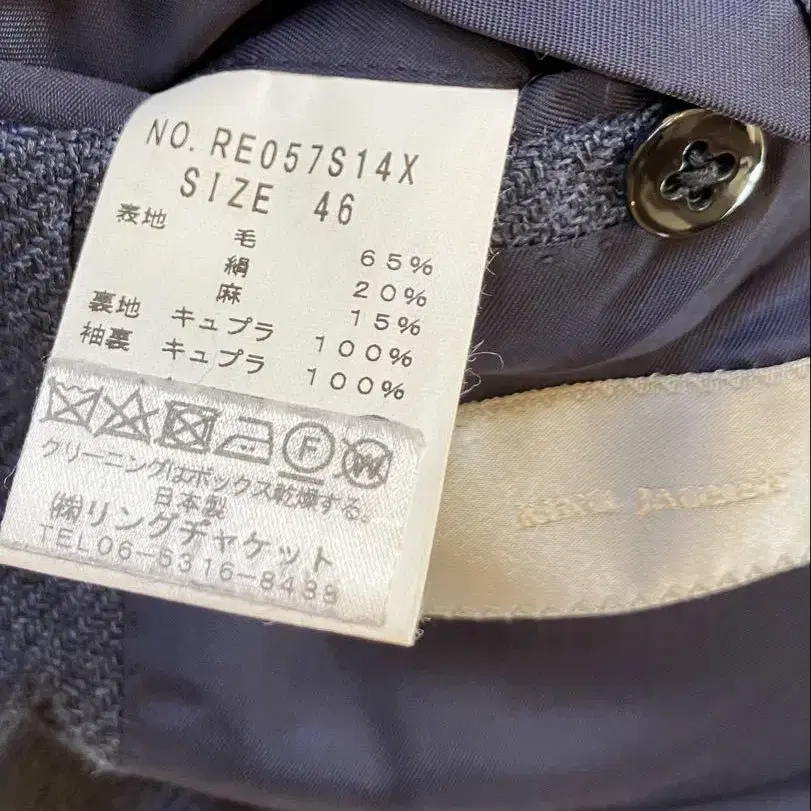 NO. RE057S14X
SIZE 46
表地 毛 65%
絹 20%
麻 15%
裏地 キュプラ 100%
袖裏 キュプラ 100%
F W
クリーニングはボックス乾燥する。
日本製
㈱リングヂャケット
TEL06-6316-8439
RING JACKET